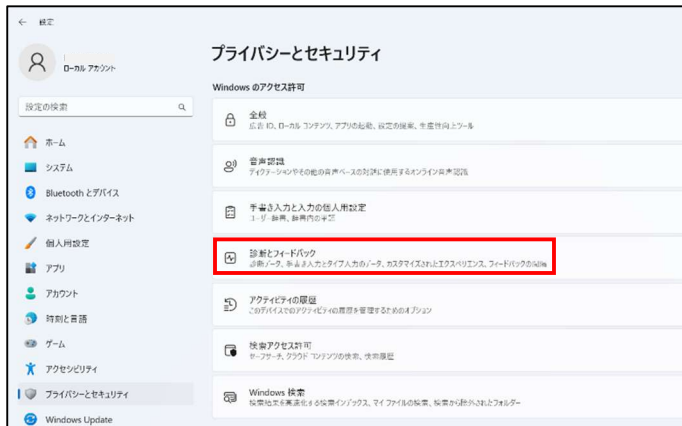 ← 設定
ローカル アカウント
設定の検索
ホーム
システム
Bluetooth とデバイス
ネットワークとインターネット
個人用設定
アプリ
アカウント
時刻と言語
ゲーム
アクセシビリティ
プライバシーとセキュリティ
Windows Update
プライバシーとセキュリティ
Windows のアクセス許可
全般
広告 ID、ローカル コンテンツ、アプリの起動、設定の提案、生産性向上ツール
音声認識
ディクテーションやその他の音声ベースの対話に使用するオンライン音声認識
手書き入力と入力の個人用設定
ユーザー辞書、辞書内の単語
診断とフィードバック
診断データ、手書き入力とタイプ入力のデータ、カスタマイズされたエクスペリエンス、フィードバックの間隔
アクティビティの履歴
このデバイスでのアクティビティの履歴を管理するためのオプション
検索アクセス許可
セーフサーチ、クラウド コンテンツの検索、検索履歴
Windows 検索
検索結果を高速化する検索インデックス、マイ ファイルの検索、検索から除外されたフォルダー